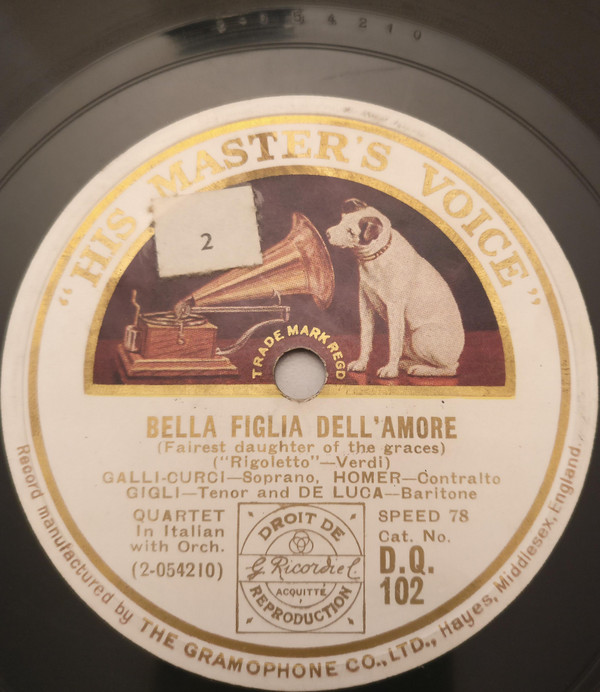 2-054210
"HIS MASTER'S VOICE"
2
TRADE MARK REGD
BELLA FIGLIA DELL'AMORE
(Fairest daughter of the graces)
("Rigoletto"—Verdi)
GALLI-CURCI—Soprano, HOMER—Contralto
GIGLI—Tenor and DE LUCA—Baritone
QUARTET
In Italian
with Orch.
(2-054210)
DROIT DE
G. Ricordi e C.
ACQUITTÉ
REPRODUCTION
SPEED 78
Cat. No.
D.Q.
102
Record manufactured by THE GRAMOPHONE CO., LTD., Hayes, Middlesex, England.